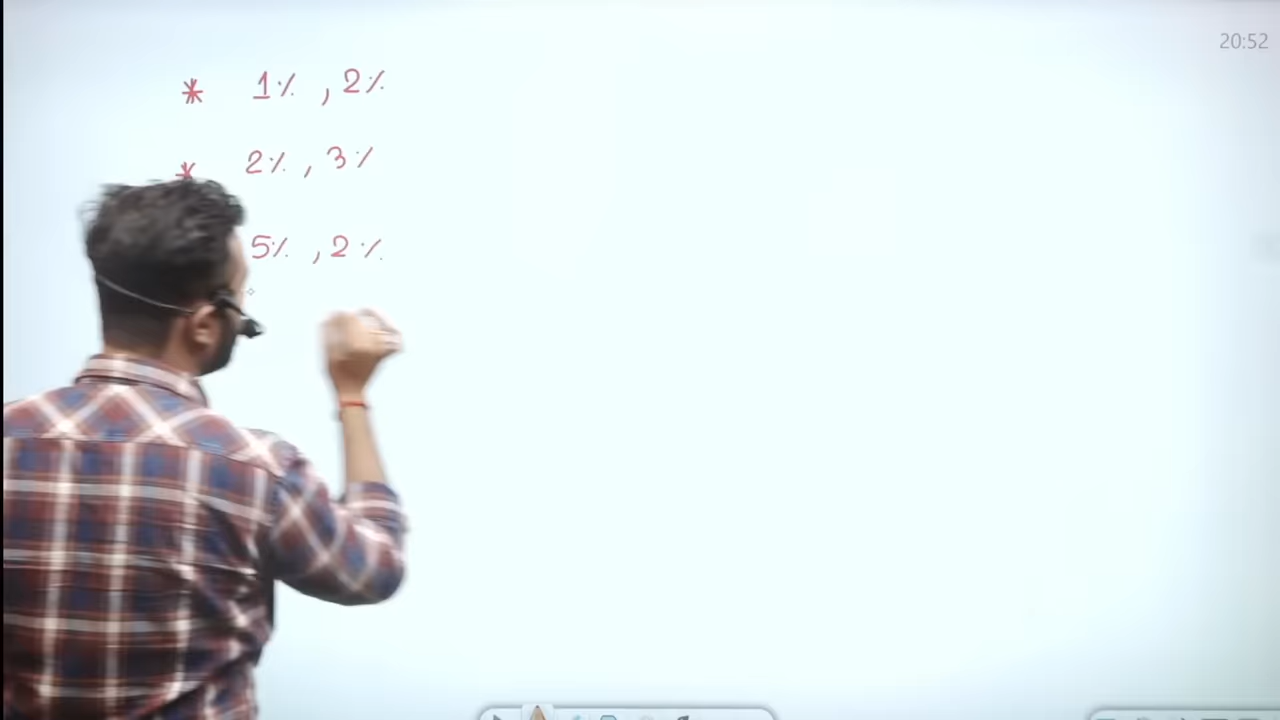 20:52
* 1% , 2%
* 2% , 3%
5% , 2%